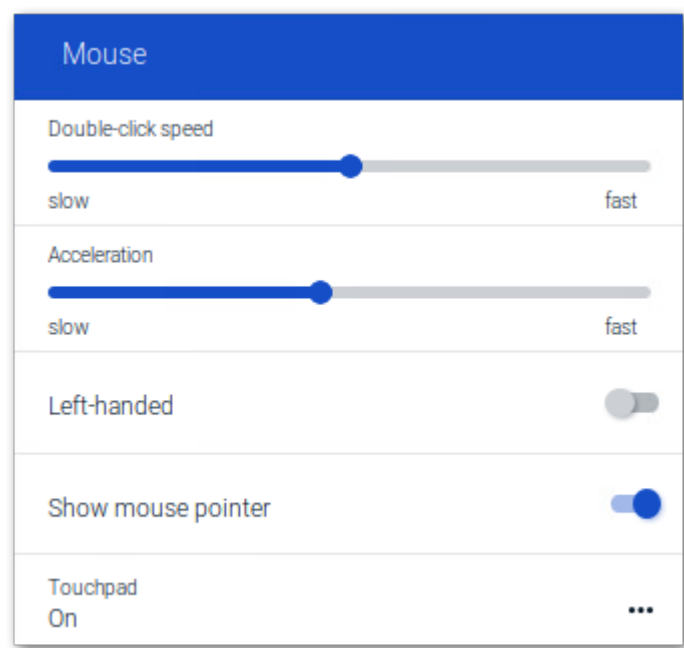 Mouse
Double-click speed
slow fast
Acceleration
slow fast
Left-handed
Show mouse pointer
Touchpad
On